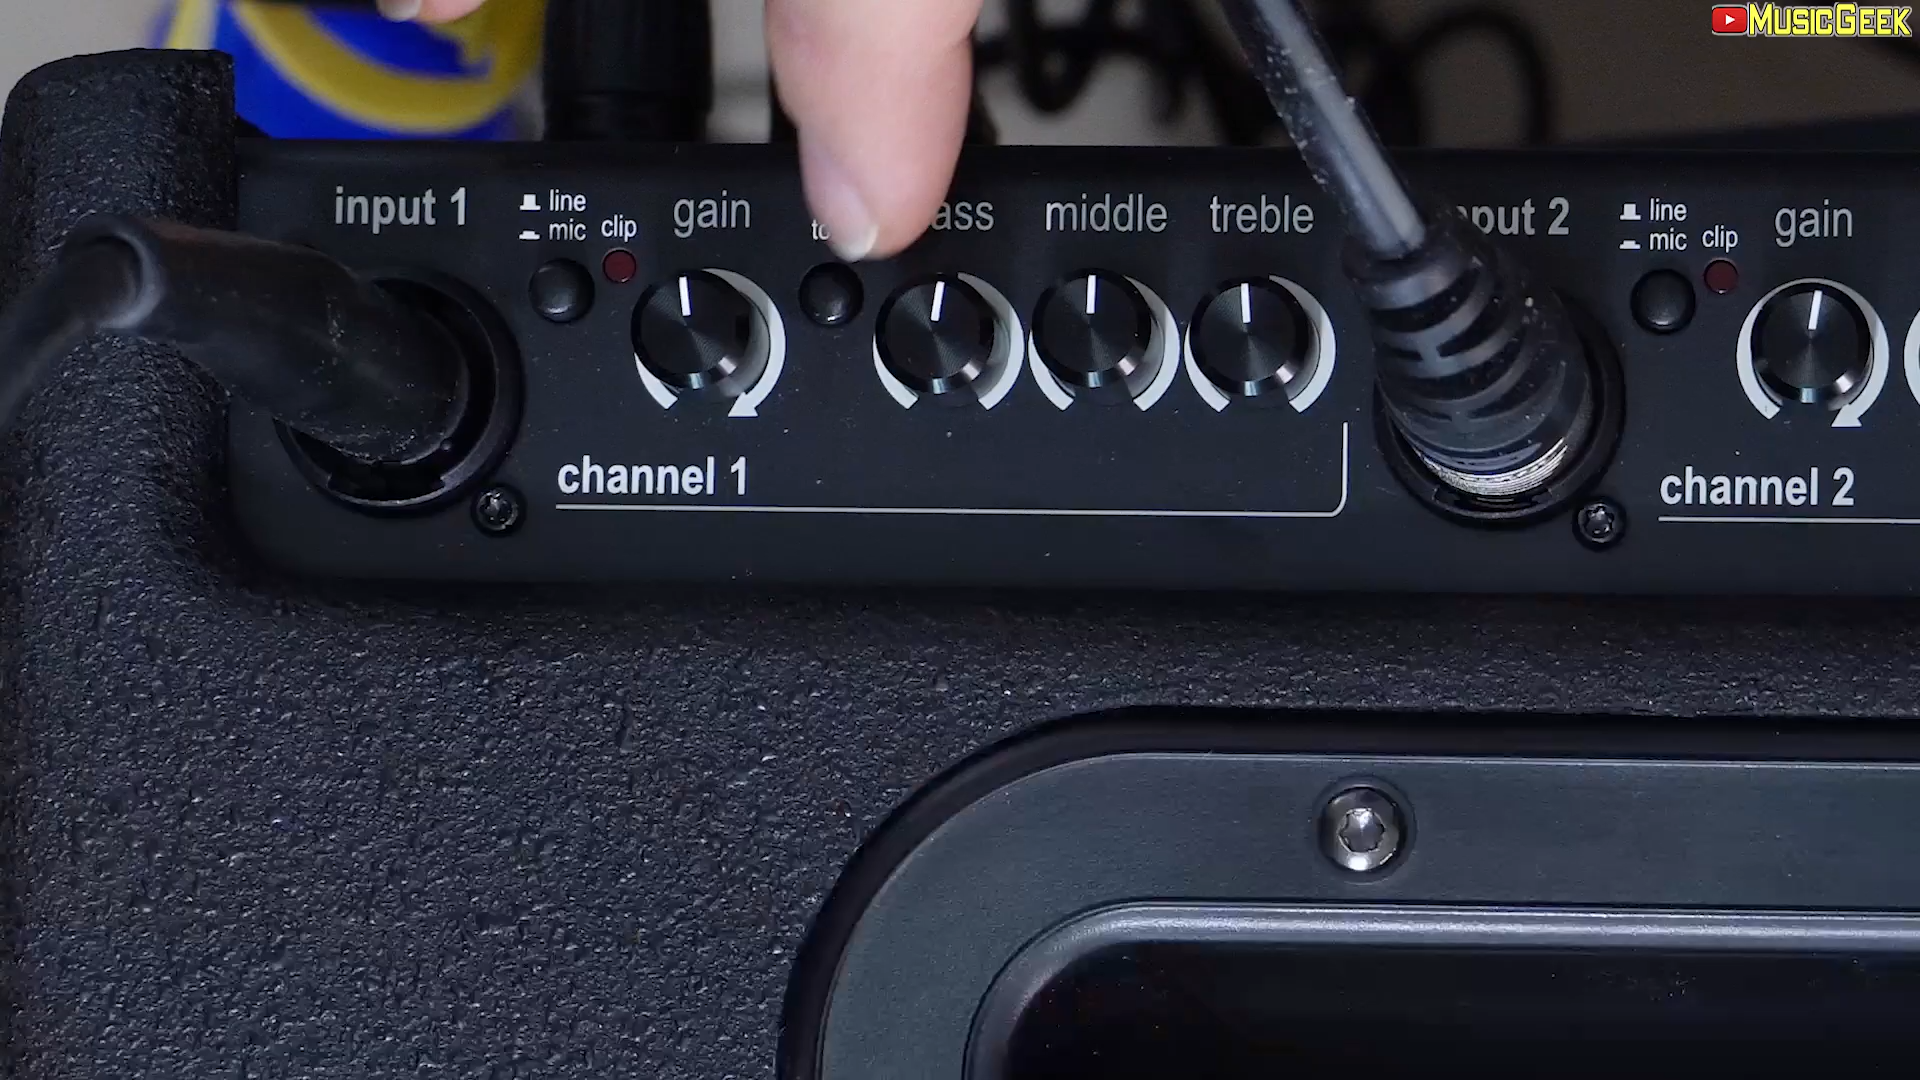 MusicGeek
input 1
line
mic
clip
gain
middle
treble
line
mic
clip
gain
channel 1
channel 2